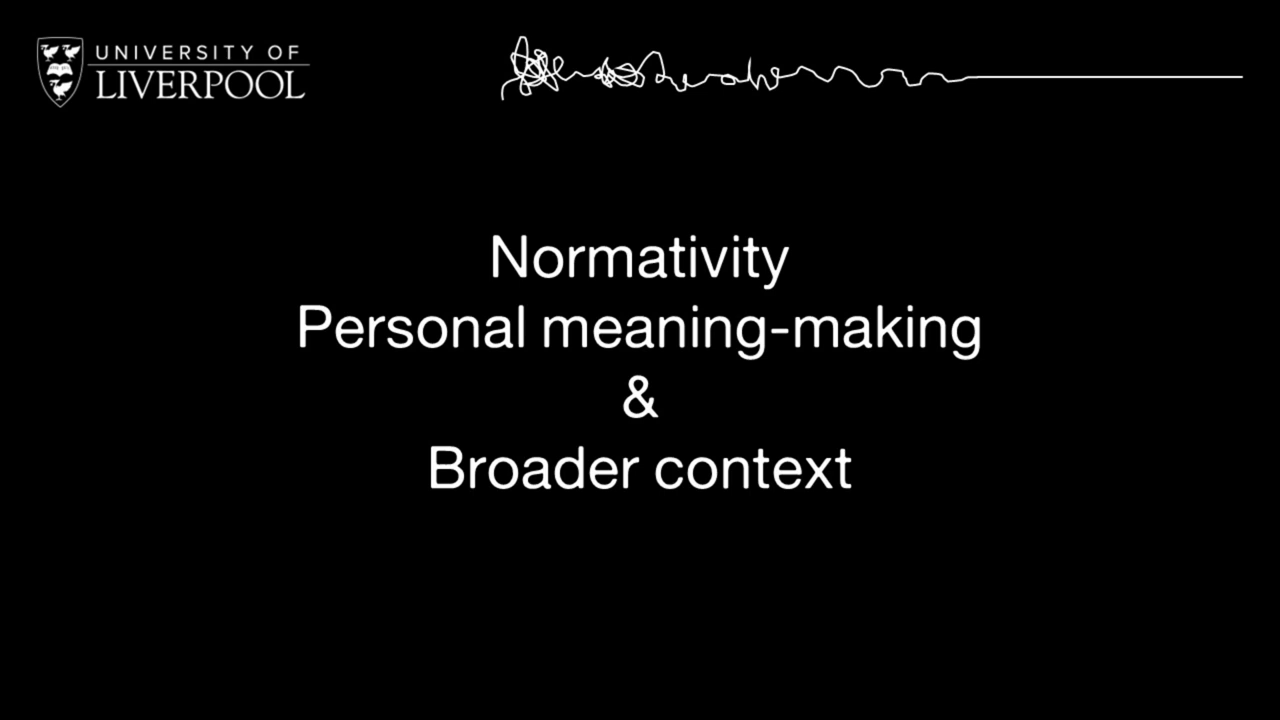 UNIVERSITY OF
LIVERPOOL
Normativity
Personal meaning-making
&
Broader context